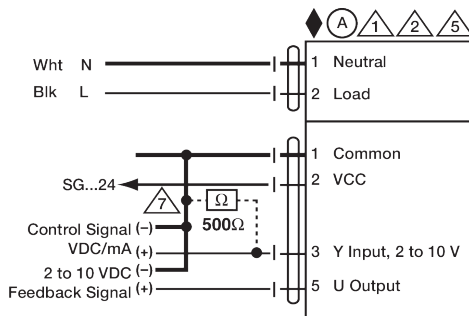 A 1 2 5
Wht N 1 Neutral
Blk L 2 Load
1 Common
SG...24 2 VCC
7 Ω
500Ω
Control Signal (-)
VDC/mA (+) 3 Y Input, 2 to 10 V
2 to 10 VDC (-)
Feedback Signal (+) 5 U Output